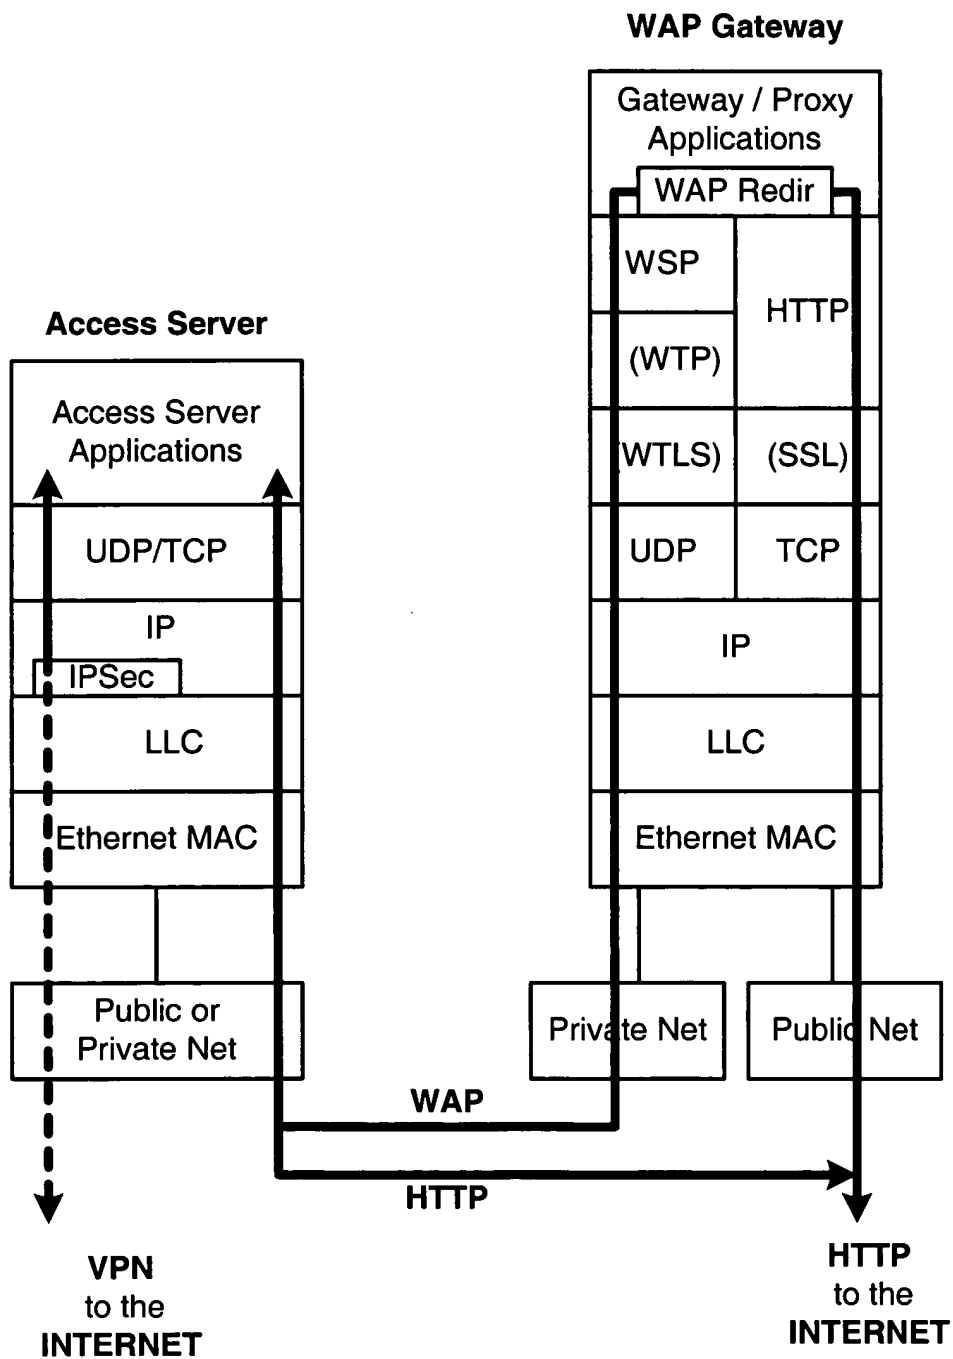 WAP Gateway
Gateway / Proxy
Applications
WAP Redir
WSP
HTTP
(WTP)
(WTLS)
(SSL)
UDP
TCP
IP
LLC
Ethernet MAC
Private Net
Public Net
Access Server
Access Server
Applications
UDP/TCP
IP
IPSec
LLC
Ethernet MAC
Public or
Private Net
WAP
HTTP
VPN
to the
INTERNET
HTTP
to the
INTERNET